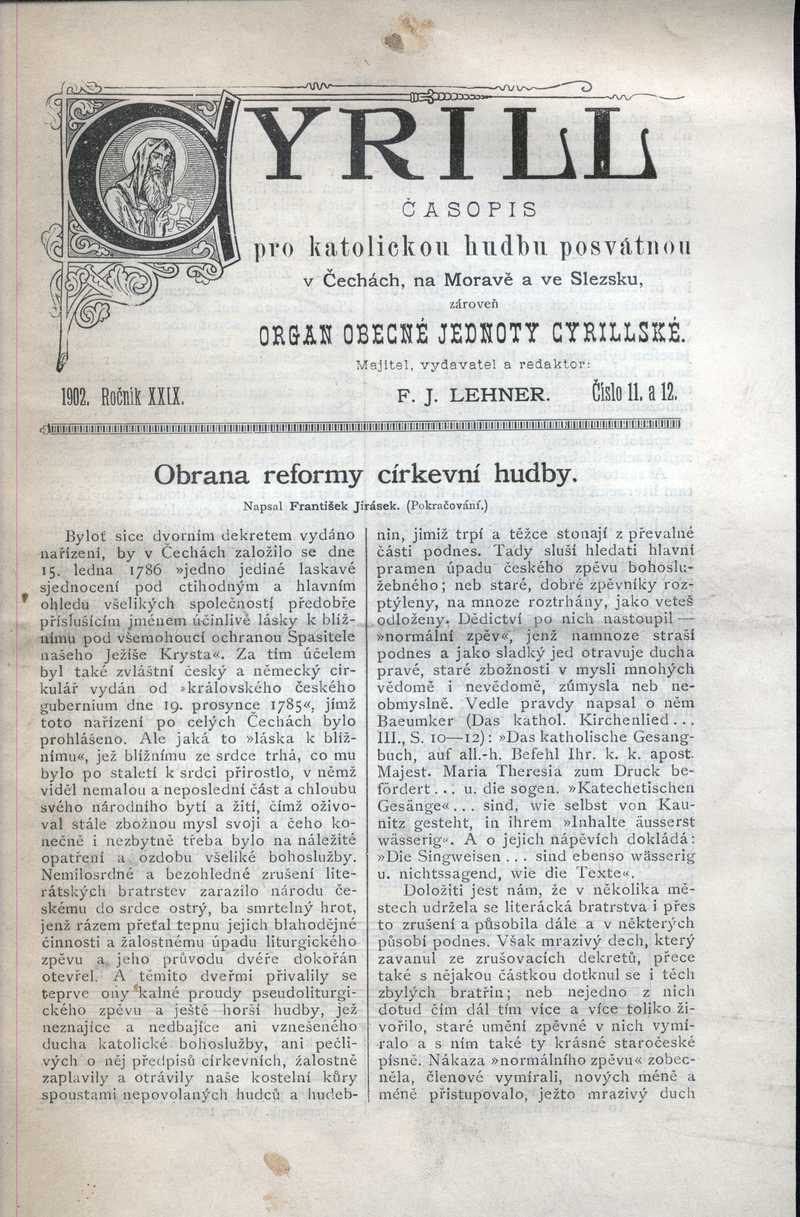 CYRILL
ČASOPIS
pro katolickou hudbu posvátnou
v Čechách, na Moravě a ve Slezsku,
zároveň
ORGAN OBECNÉ JEDNOTY CYRILLSKÉ.
Majitel, vydavatel a redaktor:
1902. Ročník XXIX.
F. J. LEHNER.
Číslo 11. a 12.
Obrana reformy církevní hudby.
Napsal František Jirásek. (Pokračování.)
Byloť sice dvorním dekretem vydáno
nařízení, by v Čechách založilo se dne
15. ledna 1786 »jedno jediné laskavé
sjednocení pod ctihodným a hlavním
ohledu všelikých společností předobře
příslušícím jménem účinlivě lásky k blíž-
nímu pod všemohoucí ochranou Spasitele
našeho Ježíše Krysta«. Za tím účelem
byl také zvláštní český a německý cir-
kulář vydán od »královského českého
gubernium dne 19. prosynce 1785«, jímž
toto nařízení po celých Čechách bylo
prohlášeno. Ale jaká to »láska k blíž-
nímu«, jež bližnímu ze srdce trhá, co mu
bylo po staletí k srdci přirostlo, v němž
viděl nemalou a neposlední část a chloubu
svého národního bytí a žití, čímž oživo-
val stále zbožnou mysl svoji a čeho ko-
nečně i nezbytně třeba bylo na náležité
opatření a ozdobu všeliké bohoslužby.
Nemilosrdné a bezohledné zrušení lite-
rátských bratrstev zarazilo národu če-
skému do srdce ostrý, ba smrtelný hrot,
jenž rázem přeťal tepnu jejich blahodějné
činnosti a žalostnému úpadu liturgického
zpěvu a jeho průvodu dvéře dokořán
otevřel. A těmito dveřmi přivalily se
teprve ony kalné proudy pseudoliturgi-
ckého zpěvu a ještě horší hudby, jež
neznajíce a nedbajíce ani vznešeného
ducha katolické bohoslužby, ani pečli-
vých o něj předpisů církevních, žalostně
zaplavily a otrávily naše kostelní kůry
spoustami nepovolaných hudců a hudeb-
nin, jimiž trpí a těžce stonají z převalné
části podnes. Tady sluší hledati hlavní
pramen úpadu českého zpěvu bohoslu-
žebného; neb staré, dobré zpěvníky roz-
ptýleny, na mnoze roztrhány, jako veteš
odloženy. Dědictví po nich nastoupil —
»normální zpěv«, jenž namnoze straší
podnes a jako sladký jed otravuje ducha
pravé, staré zbožnosti v mysli mnohých
vědomě i nevědomě, zúmysla neb ne-
obmyslně. Vedle pravdy napsal o něm
Baeumker (Das kathol. Kirchenlied . . .
III., S. 10—12): »Das katholische Gesang-
buch, auf all.-h. Befehl Ihr. k. k. apost.
Majest. Maria Theresia zum Druck be-
fördert . . . u. die sogen. »Katechetischen
Gesänge« . . . sind, wie selbst von Kau-
nitz gesteht, in ihrem »Inhalte äusserst
wässerig«. A o jejich nápěvích dokládá:
»Die Singweisen . . . sind ebenso wässerig
u. nichtssagend, wie die Texte«.
Doložiti jest nám, že v několika mě-
stech udržela se literácká bratrstva i přes
to zrušení a působila dále a v některých
působí podnes. Však mrazivý dech, který
zavanul ze zrušovacích dekretů, přece
také s nějakou částkou dotknul se i těch
zbylých bratřin; neb nejedno z nich
dotud čím dál tím více a více toliko ži-
vořilo, staré umění zpěvné v nich vymí-
ralo a s ním také ty krásné staročeské
písně. Nákaza »normálního zpěvu« zobec-
něla, členové vymírali, nových méně a
méně přistupovalo, ježto mrazivý duch